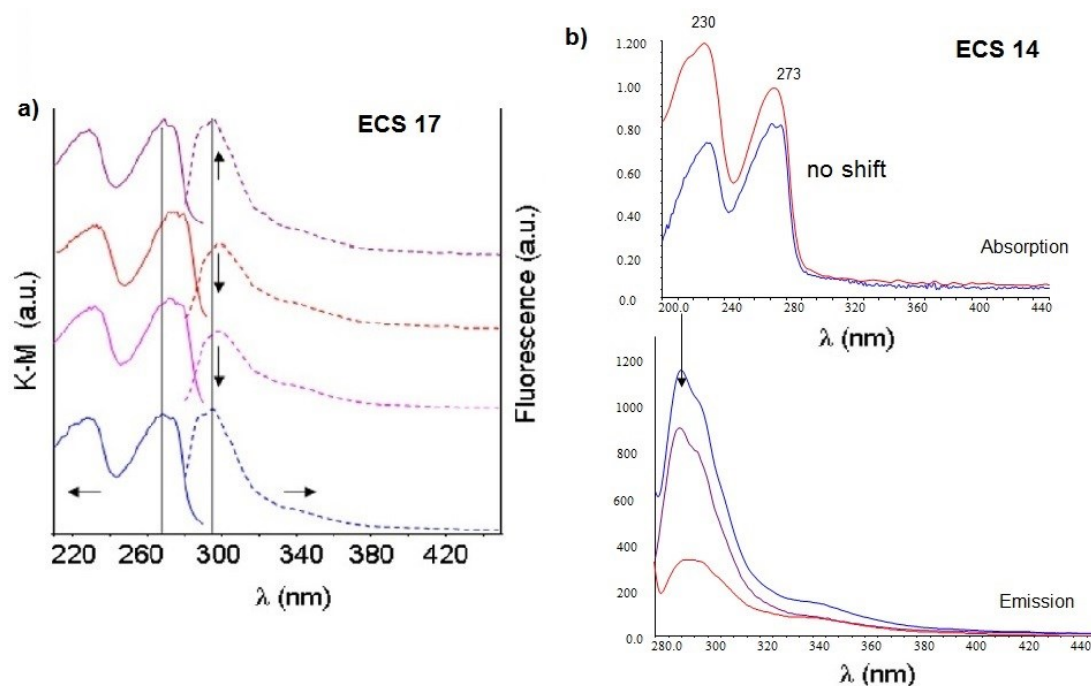 a)
ECS 17
K-M (a.u.)
Fluorescence (a.u.)
220 260 300 340 380 420
λ (nm)
b)
ECS 14
230
273
no shift
Absorption
1.200
1.00
0.80
0.60
0.40
0.20
0.0
200.0 240 280 320 360 400 440
λ (nm)
1200
1000
800
600
400
200
0.0
Emission
280.0 300 320 340 360 380 400 420 440
λ (nm)